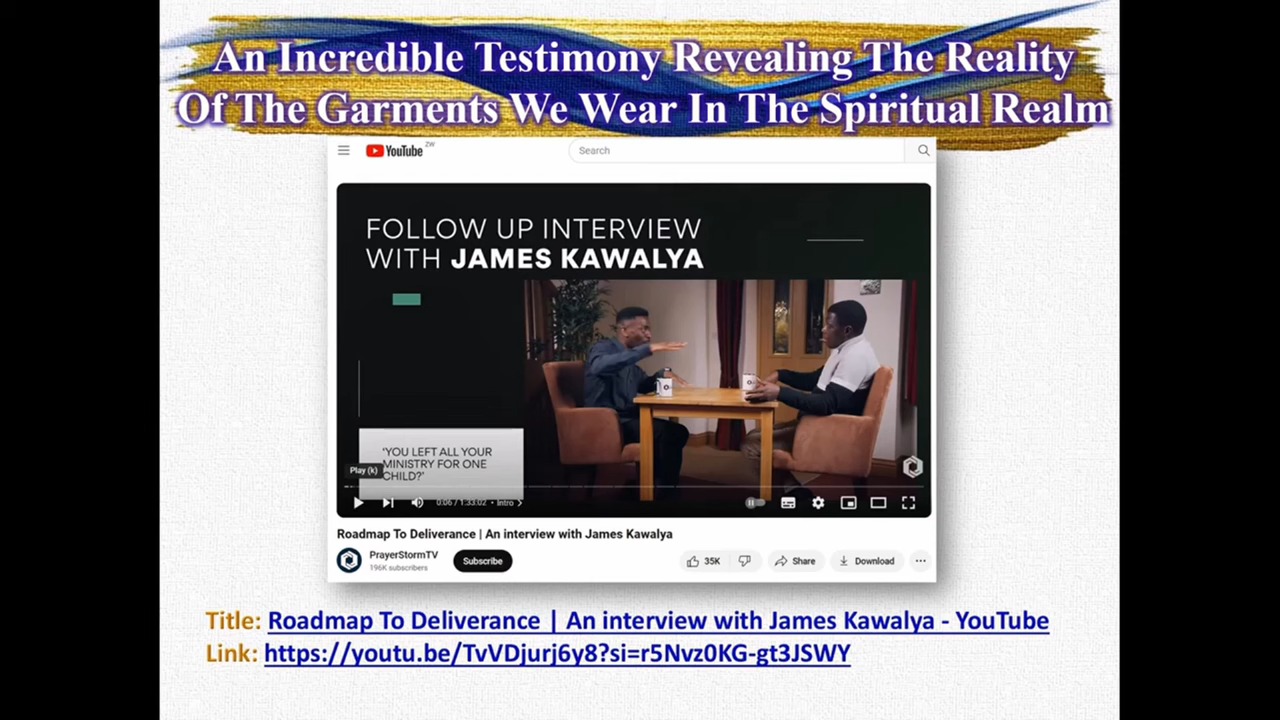 An Incredible Testimony Revealing The Reality
Of The Garments We Wear In The Spiritual Realm
YouTube ZW
Search
FOLLOW UP INTERVIEW
WITH JAMES KAWALYA
'YOU LEFT ALL YOUR
MINISTRY FOR ONE
CHILD?'
Play (k)
0:06 / 1:33:02 • Intro >
Roadmap To Deliverance | An interview with James Kawalya
PrayerStormTV
196K subscribers
Subscribe
35K
Share
Download
Title: Roadmap To Deliverance | An interview with James Kawalya - YouTube
Link: https://youtu.be/TvVDjurj6y8?si=r5Nvz0KG-gt3JSWY